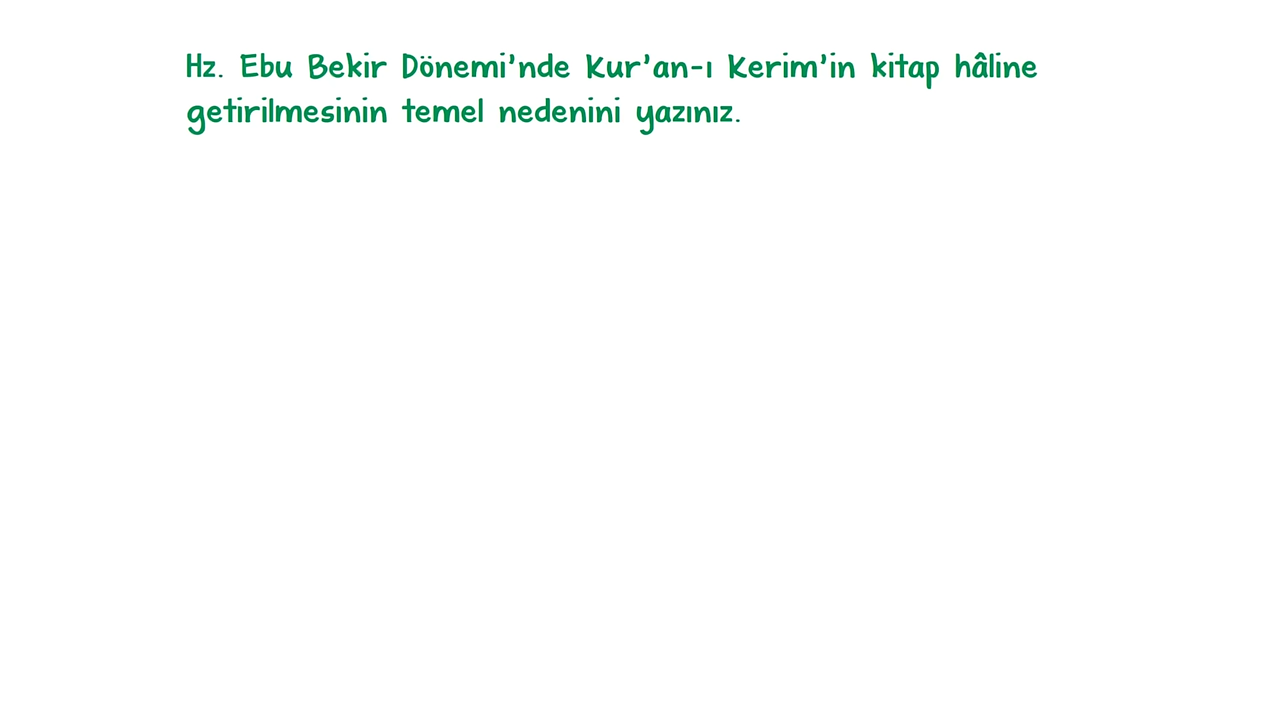 Hz. Ebu Bekir Dönemi'nde Kur'an-ı Kerim'in kitap hâline
getirilmesinin temel nedenini yazınız.